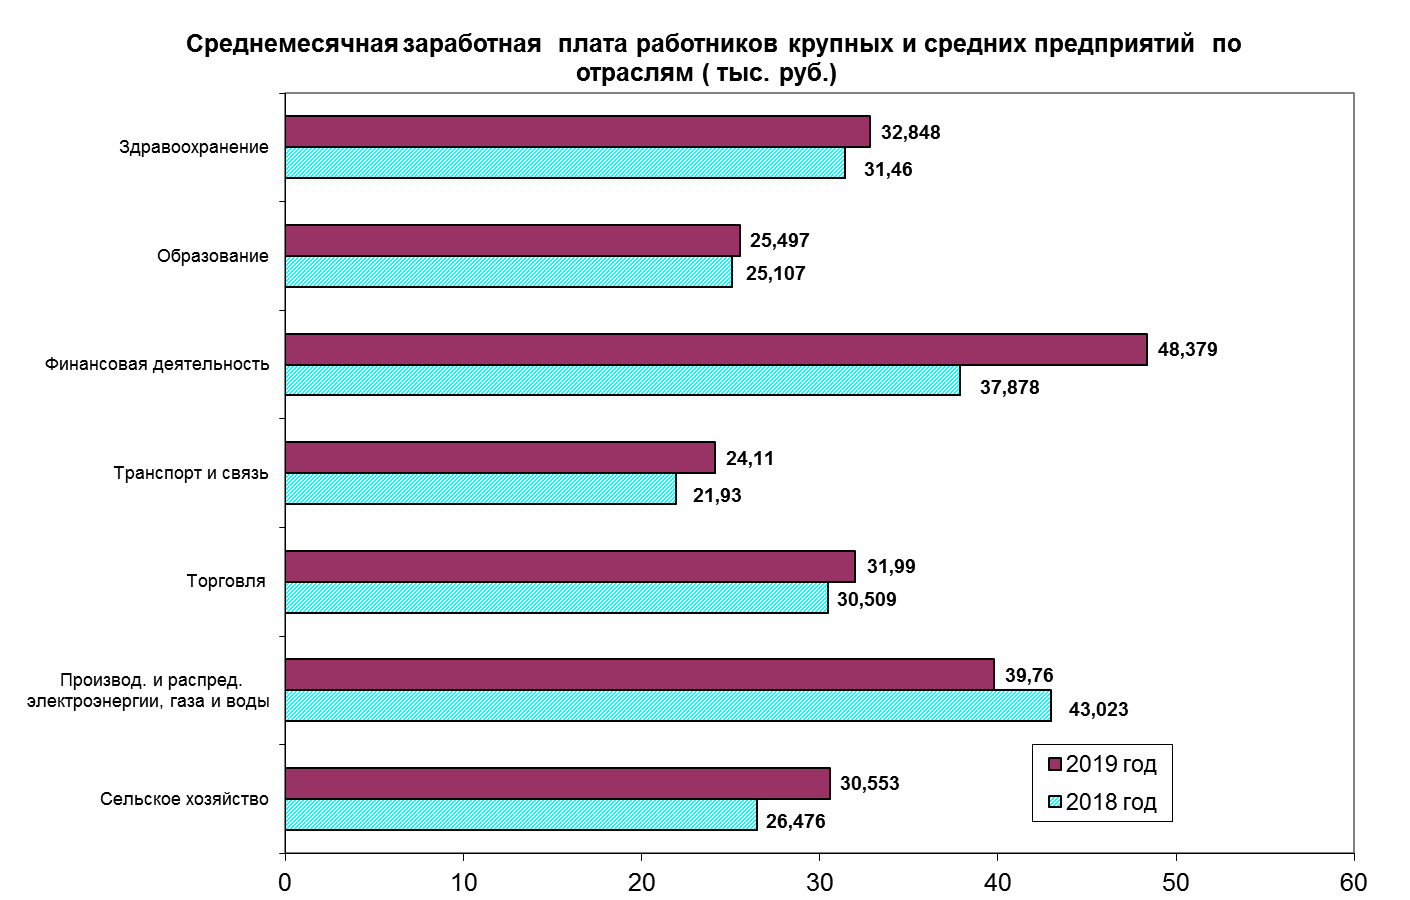 Среднемесячная заработная плата работников крупных и средних предприятий по
отраслям ( тыс. руб.)
Здравоохранение
32,848
31,46
Образование
25,497
25,107
Финансовая деятельность
48,379
37,878
Транспорт и связь
24,11
21,93
Торговля
31,99
30,509
Производ. и распред.
электроэнергии, газа и воды
39,76
43,023
Сельское хозяйство
30,553
26,476
2019 год
2018 год
0 10 20 30 40 50 60